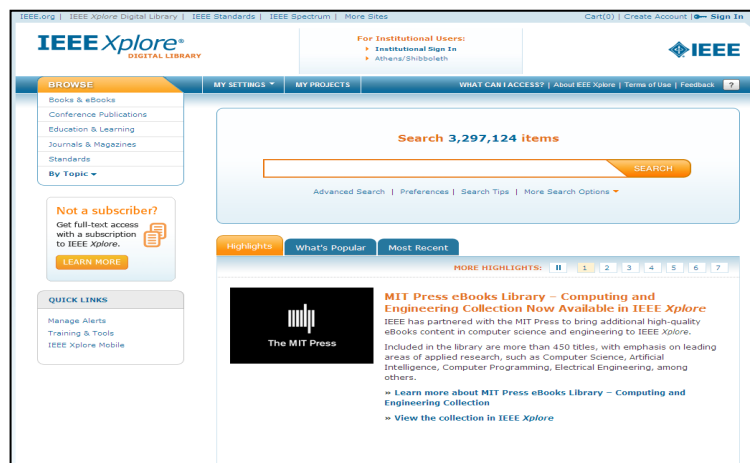 IEEE.org | IEEE Xplore Digital Library | IEEE Standards | IEEE Spectrum | More Sites
Cart(0) | Create Account | Sign In
IEEE Xplore®
DIGITAL LIBRARY
For Institutional Users:
Institutional Sign In
Athens/Shibboleth
IEEE
BROWSE
MY SETTINGS
MY PROJECTS
WHAT CAN I ACCESS? | About IEEE Xplore | Terms of Use | Feedback ?
Books & eBooks
Conference Publications
Education & Learning
Journals & Magazines
Standards
By Topic
Search 3,297,124 items
SEARCH
Advanced Search | Preferences | Search Tips | More Search Options
Not a subscriber?
Get full-text access
with a subscription
to IEEE Xplore.
LEARN MORE
QUICK LINKS
Manage Alerts
Training & Tools
IEEE Xplore Mobile
Highlights
What's Popular
Most Recent
MORE HIGHLIGHTS: 1 2 3 4 5 6 7
The MIT Press
MIT Press eBooks Library – Computing and
Engineering Collection Now Available in IEEE Xplore
IEEE has partnered with the MIT Press to bring additional high-quality
eBooks content in computer science and engineering to IEEE Xplore.
Included in the library are more than 450 titles, with emphasis on leading
areas of applied research, such as Computer Science, Artificial
Intelligence, Computer Programming, Electrical Engineering, among
others.
» Learn more about MIT Press eBooks Library – Computing and
Engineering Collection
» View the collection in IEEE Xplore